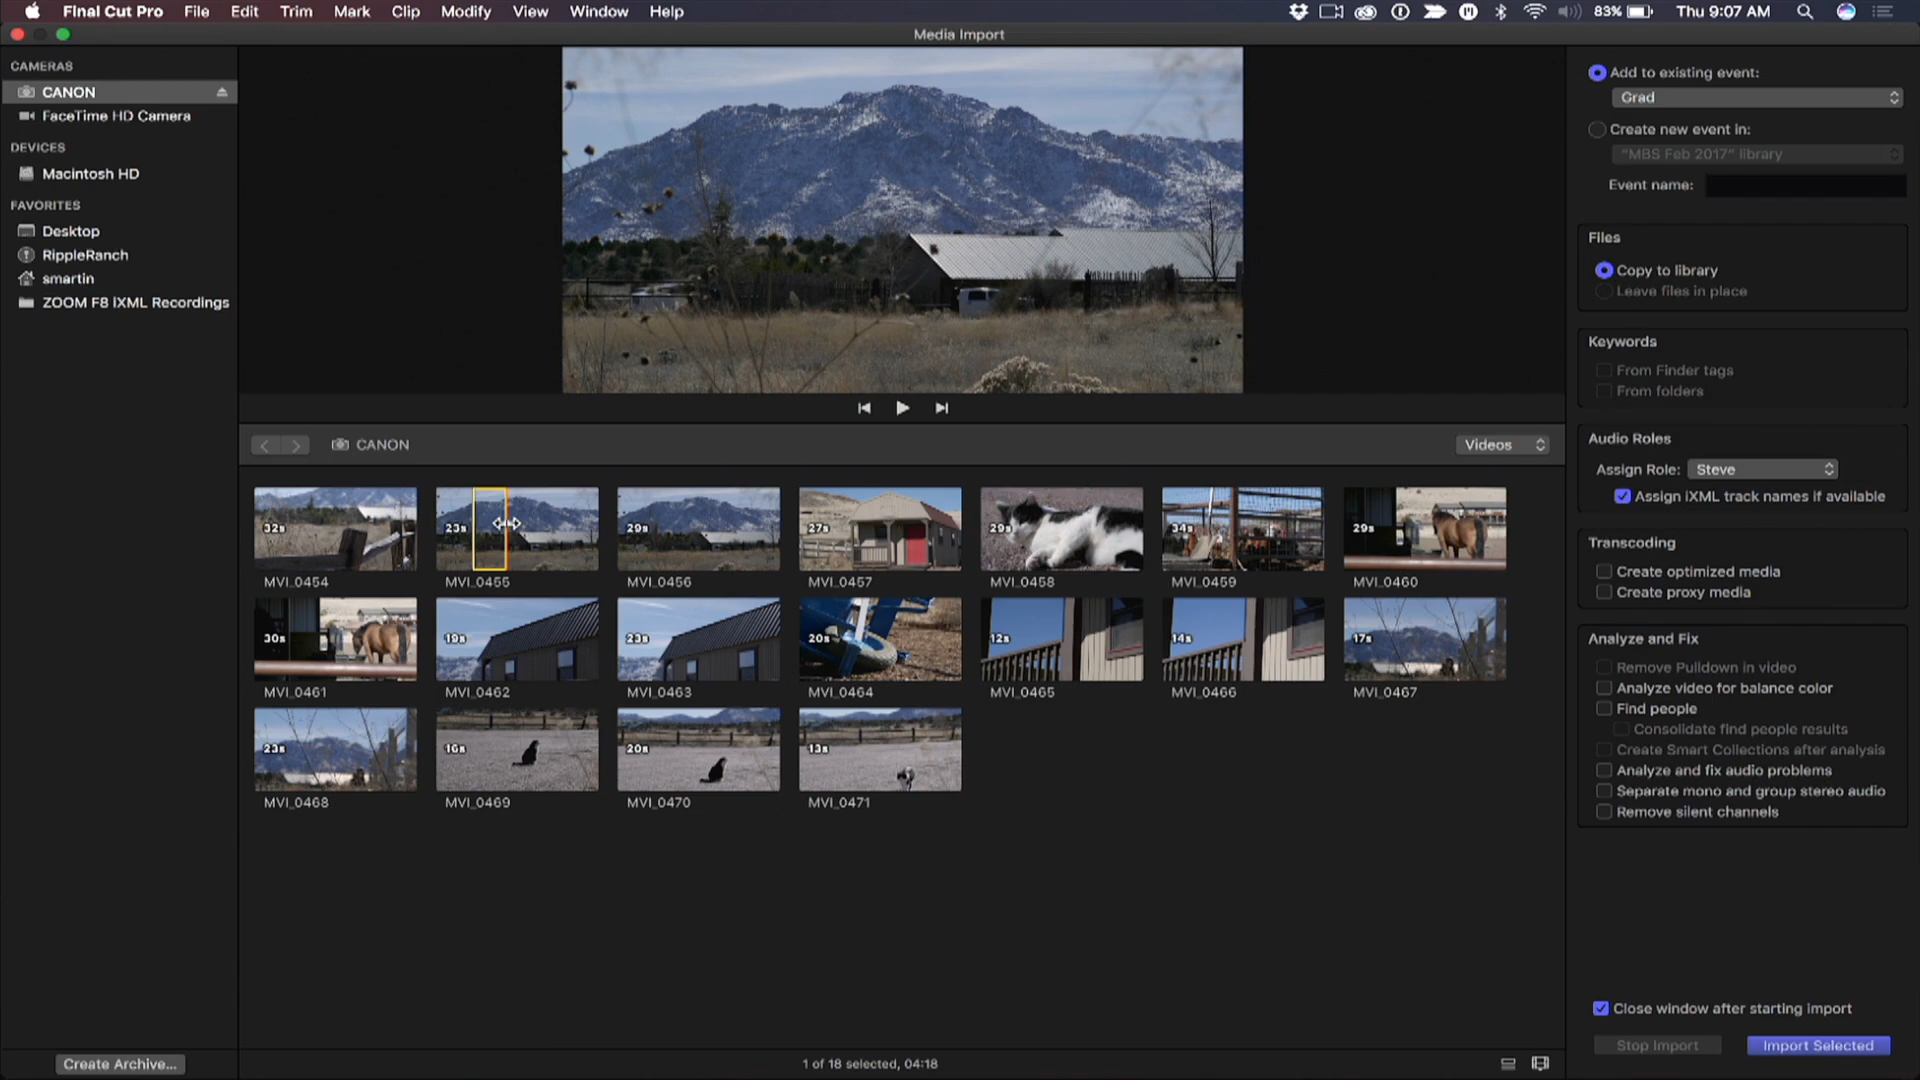 Final Cut Pro File Edit Trim Mark Clip Modify View Window Help 83% Thu 9:07 AM
Media Import
CAMERAS
CANON
FaceTime HD Camera
DEVICES
Macintosh HD
FAVORITES
Desktop
RippleRanch
smartin
ZOOM F8 iXML Recordings
Create Archive...
CANON
Videos
32s
23s
29s
27s
29s
34s
29s
MVI_0454 MVI_0455 MVI_0456 MVI_0457 MVI_0458 MVI_0459 MVI_0460
30s
19s
23s
20s
12s
14s
17s
MVI_0461 MVI_0462 MVI_0463 MVI_0464 MVI_0465 MVI_0466 MVI_0467
23s
16s
20s
13s
MVI_0468 MVI_0469 MVI_0470 MVI_0471
1 of 18 selected, 04:18
Add to existing event:
Grad
Create new event in:
"MBS Feb 2017" library
Event name:
Files
Copy to library
Leave files in place
Keywords
From Finder tags
From folders
Audio Roles
Assign Role: Steve
Assign iXML track names if available
Transcoding
Create optimized media
Create proxy media
Analyze and Fix
Remove Pulldown in video
Analyze video for balance color
Find people
Consolidate find people results
Create Smart Collections after analysis
Analyze and fix audio problems
Separate mono and group stereo audio
Remove silent channels
Close window after starting import
Stop Import Import Selected